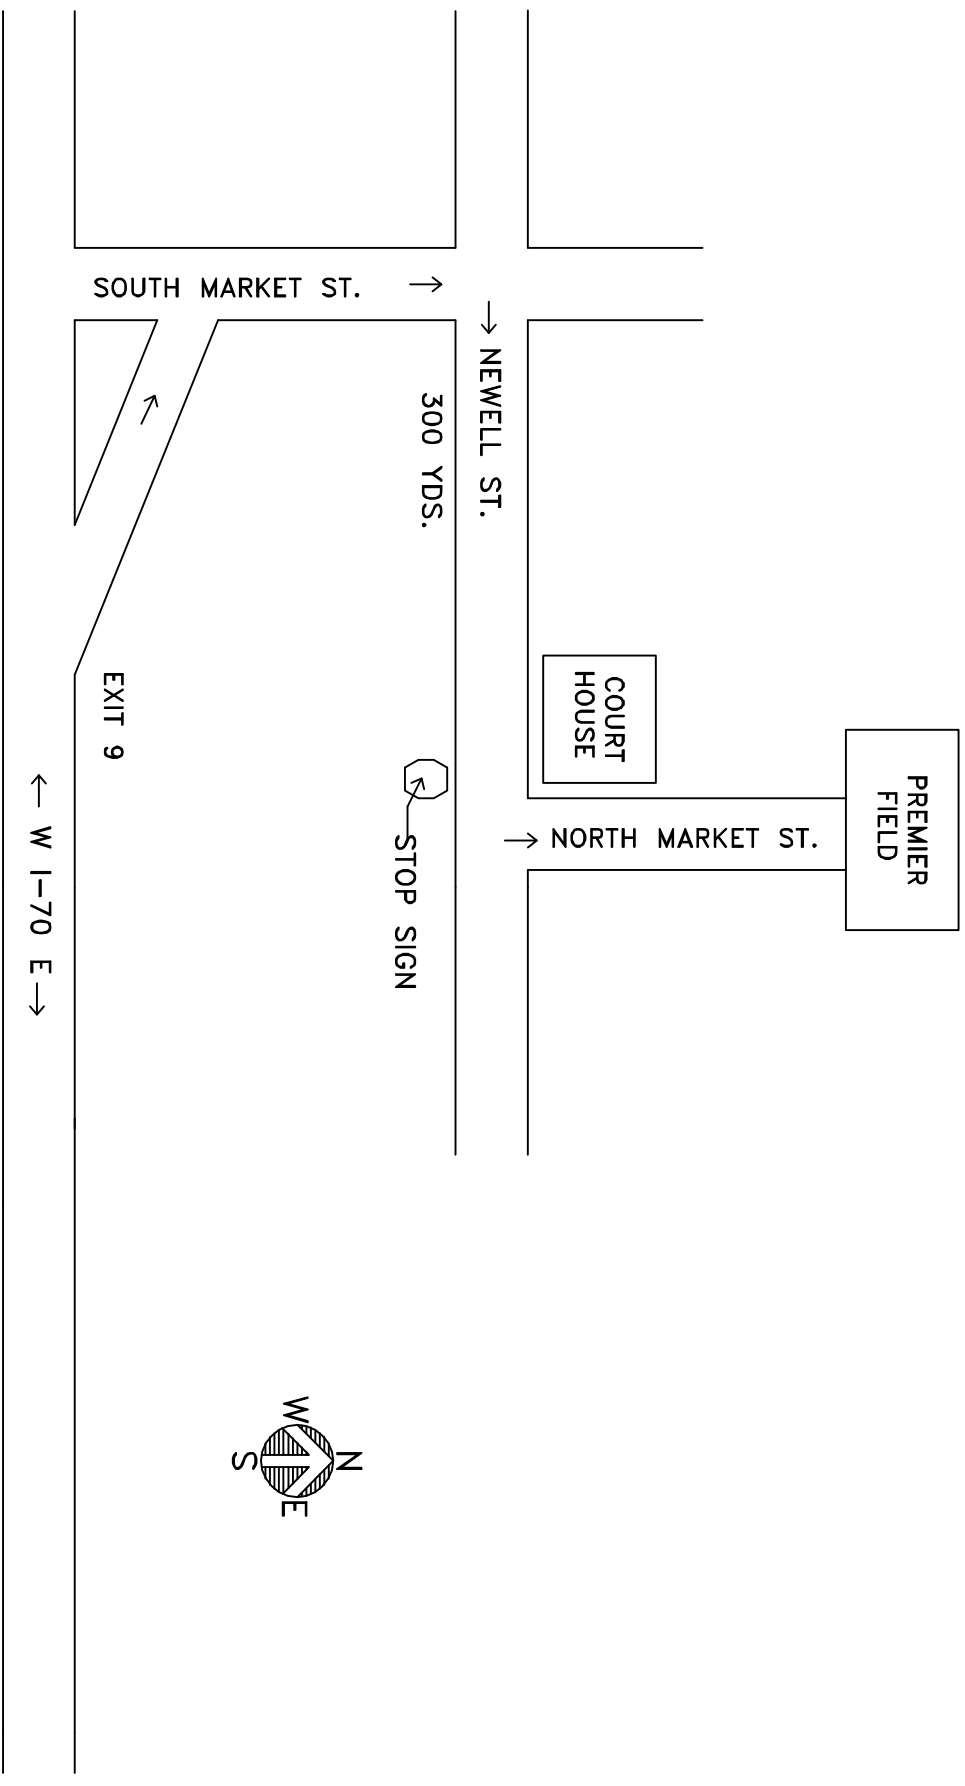 PREMIER
FIELD
COURT
HOUSE
NORTH MARKET ST.
NEWELL ST.
300 YDS.
SOUTH MARKET ST.
STOP SIGN
EXIT 9
W I-70 E
N
W
E
S